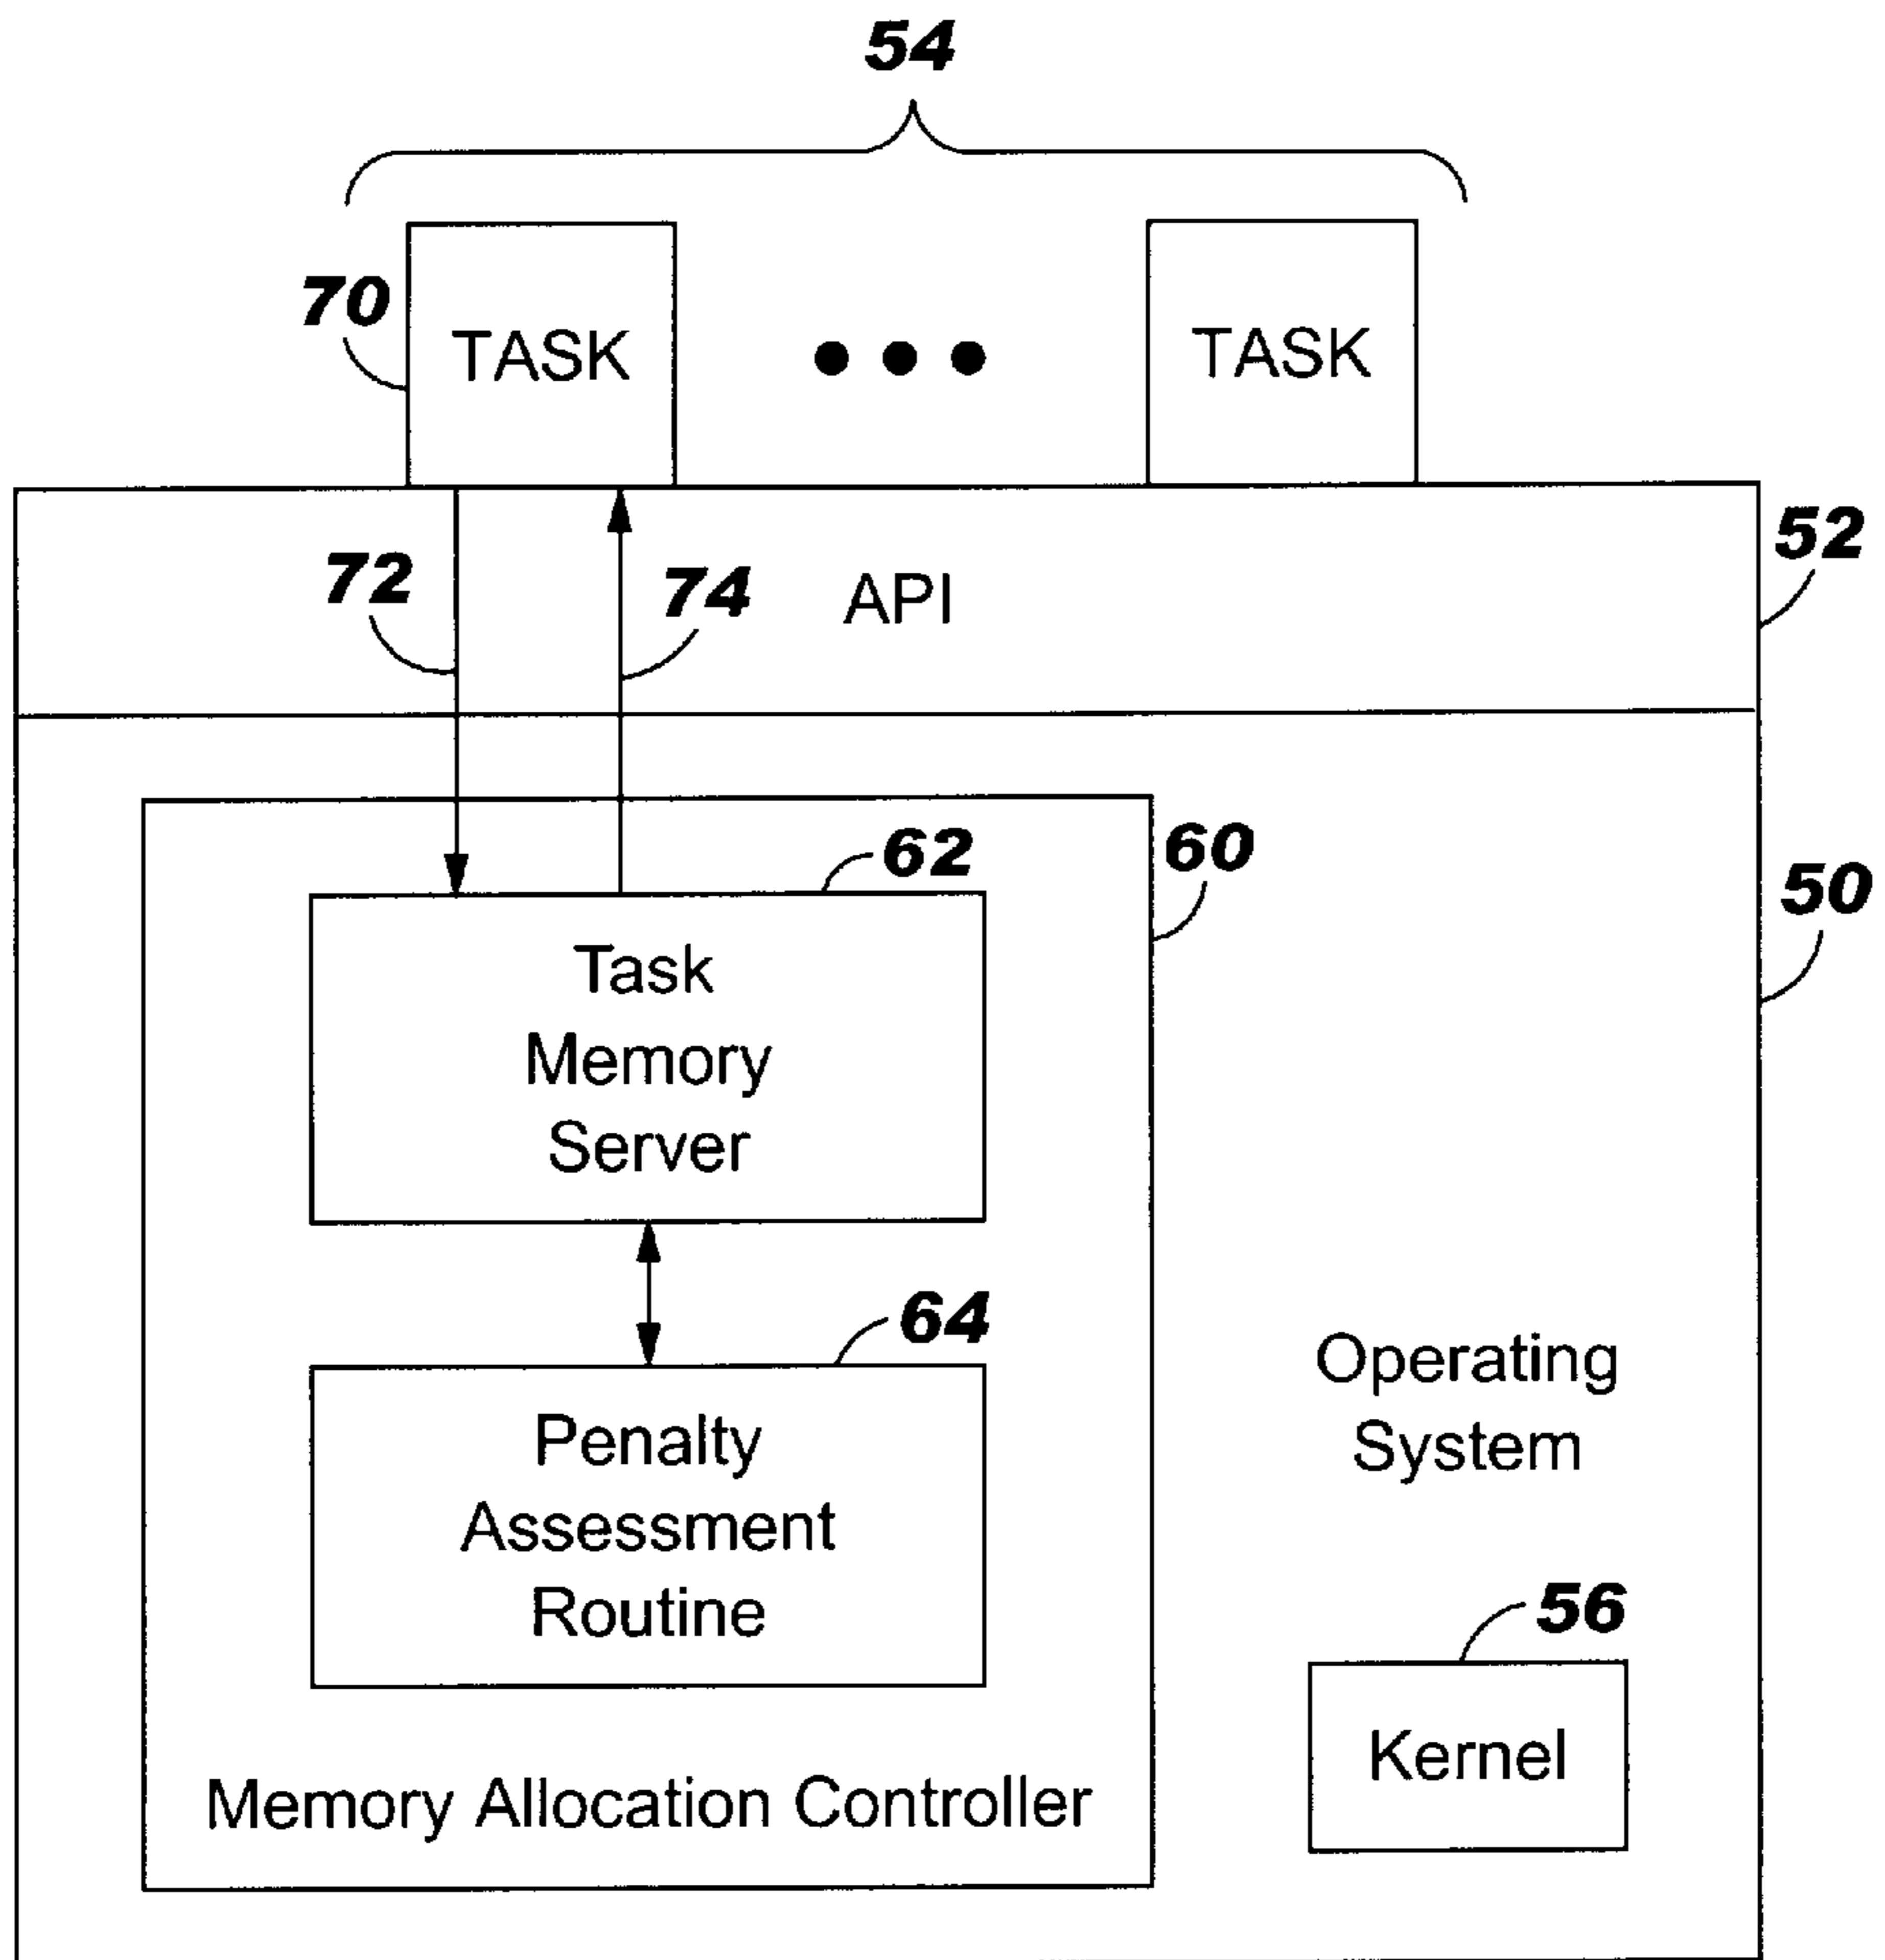 54
70
TASK
TASK
52
72
74
API
62
60
50
Task
Memory
Server
64
Operating
System
Penalty
Assessment
Routine
56
Kernel
Memory Allocation Controller